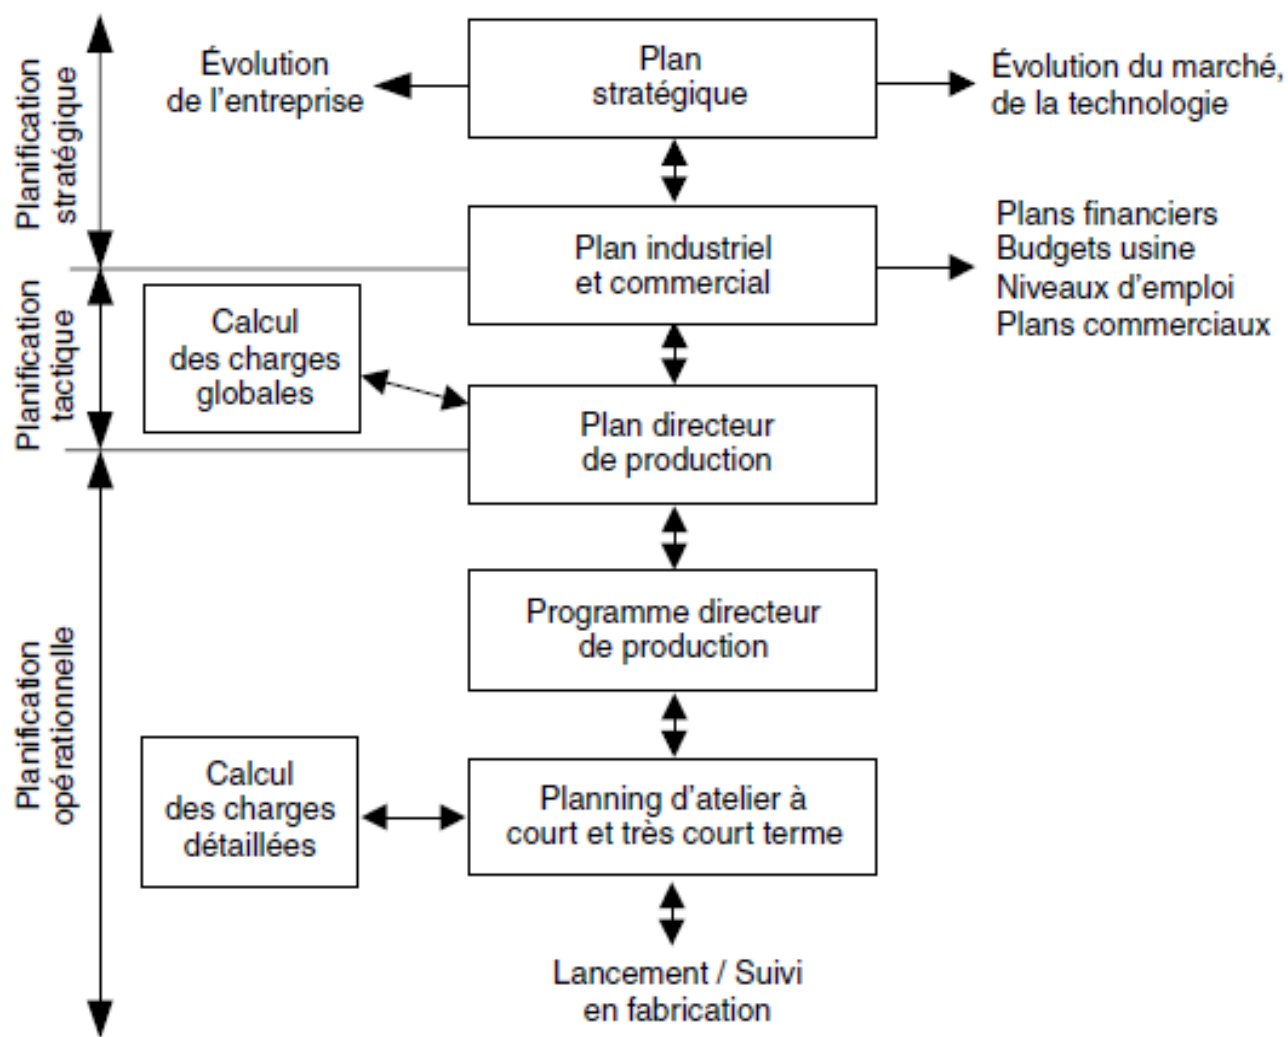 Planification
stratégique
Évolution
de l’entreprise
Plan
stratégique
Évolution du marché,
de la technologie
Plan industriel
et commercial
Plans financiers
Budgets usine
Niveaux d’emploi
Plans commerciaux
Planification
tactique
Calcul
des charges
globales
Plan directeur
de production
Planification
opérationnelle
Programme directeur
de production
Calcul
des charges
détaillées
Planning d’atelier à
court et très court terme
Lancement / Suivi
en fabrication